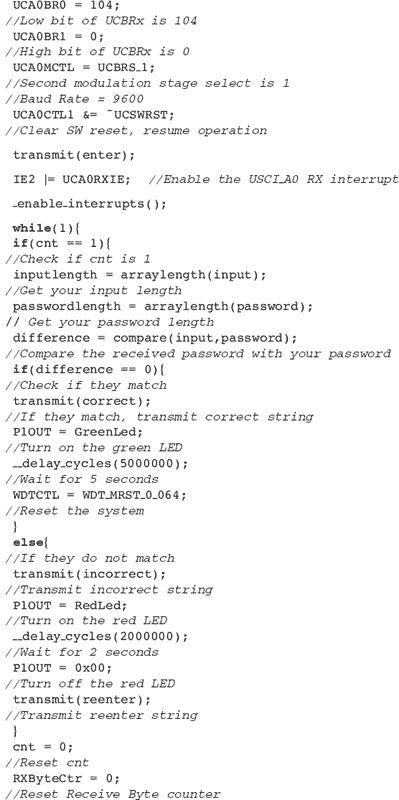 UCA0BR0 = 104;
//Low bit of UCBRx is 104
UCA0BR1 = 0;
//High bit of UCBRx is 0
UCA0MCTL = UCBRS_1;
//Second modulation stage select is 1
//Baud Rate = 9600
UCA0CTL1 &= ~UCSWRST;
//Clear SW reset, resume operation
transmit(enter);
IE2 |= UCA0RXIE; //Enable the USCI_A0 RX interrupt
_enable_interrupts();
while(1){
if(cnt == 1){
//Check if cnt is 1
inputlength = arraylength(input);
//Get your input length
passwordlength = arraylength(password);
// Get your password length
difference = compare(input,password);
//Compare the received password with your password
if(difference == 0){
//Check if they match
transmit(correct);
//If they match, transmit correct string
P1OUT = GreenLed;
//Turn on the green LED
__delay_cycles(5000000);
//Wait for 5 seconds
WDTCTL = WDT_MRST_0_064;
//Reset the system
}
else{
//If they do not match
transmit(incorrect);
//Transmit incorrect string
P1OUT = RedLed;
//Turn on the red LED
__delay_cycles(2000000);
//Wait for 2 seconds
P1OUT = 0x00;
//Turn off the red LED
transmit(reenter);
//Transmit reenter string
}
cnt = 0;
//Reset cnt
RXByteCtr = 0;
//Reset Receive Byte counter